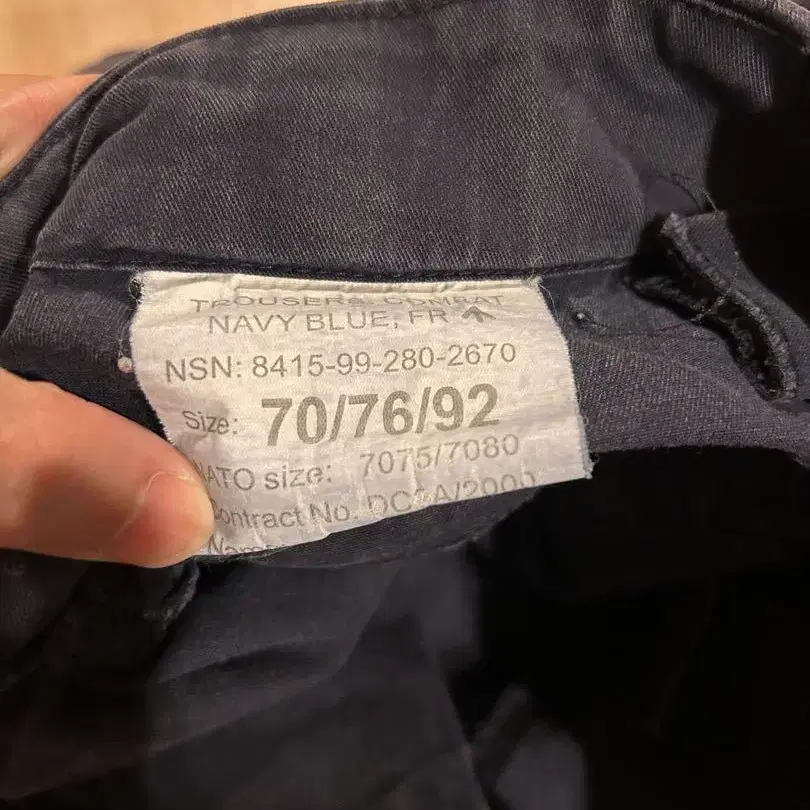 TROUSERS, COMBAT
NAVY BLUE, FR
NSN: 8415-99-280-2670
Size: 70/76/92
NATO size: 7075/7080
Contract No.